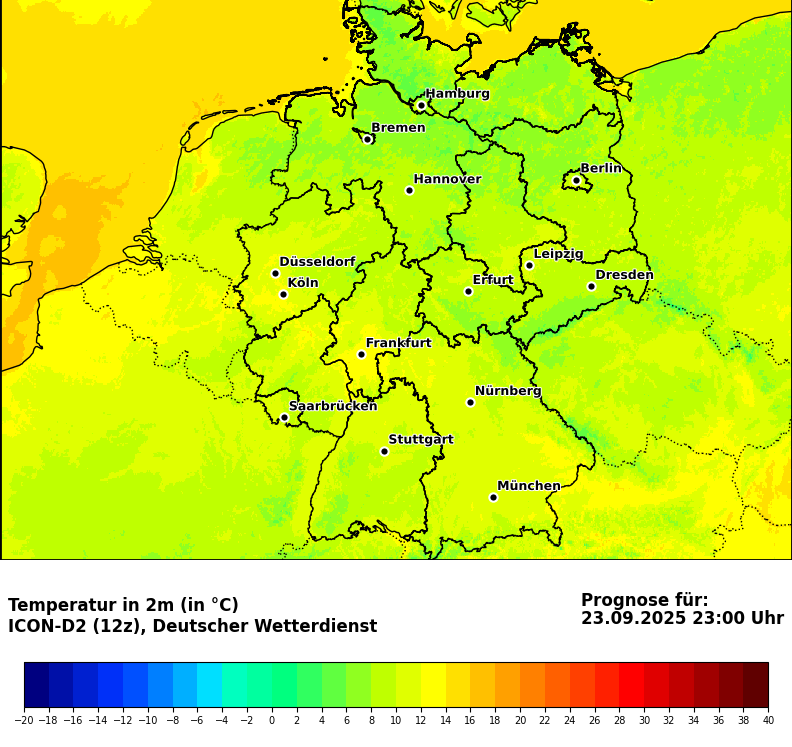 Hamburg
Bremen
Berlin
Hannover
Leipzig
Düsseldorf
Dresden
Köln
Erfurt
Frankfurt
Nürnberg
Saarbrücken
Stuttgart
München
Temperatur in 2m (in °C)
ICON-D2 (12z), Deutscher Wetterdienst
Prognose für:
23.09.2025 23:00 Uhr
−20 −18 −16 −14 −12 −10 −8 −6 −4 −2 0 2 4 6 8 10 12 14 16 18 20 22 24 26 28 30 32 34 36 38 40